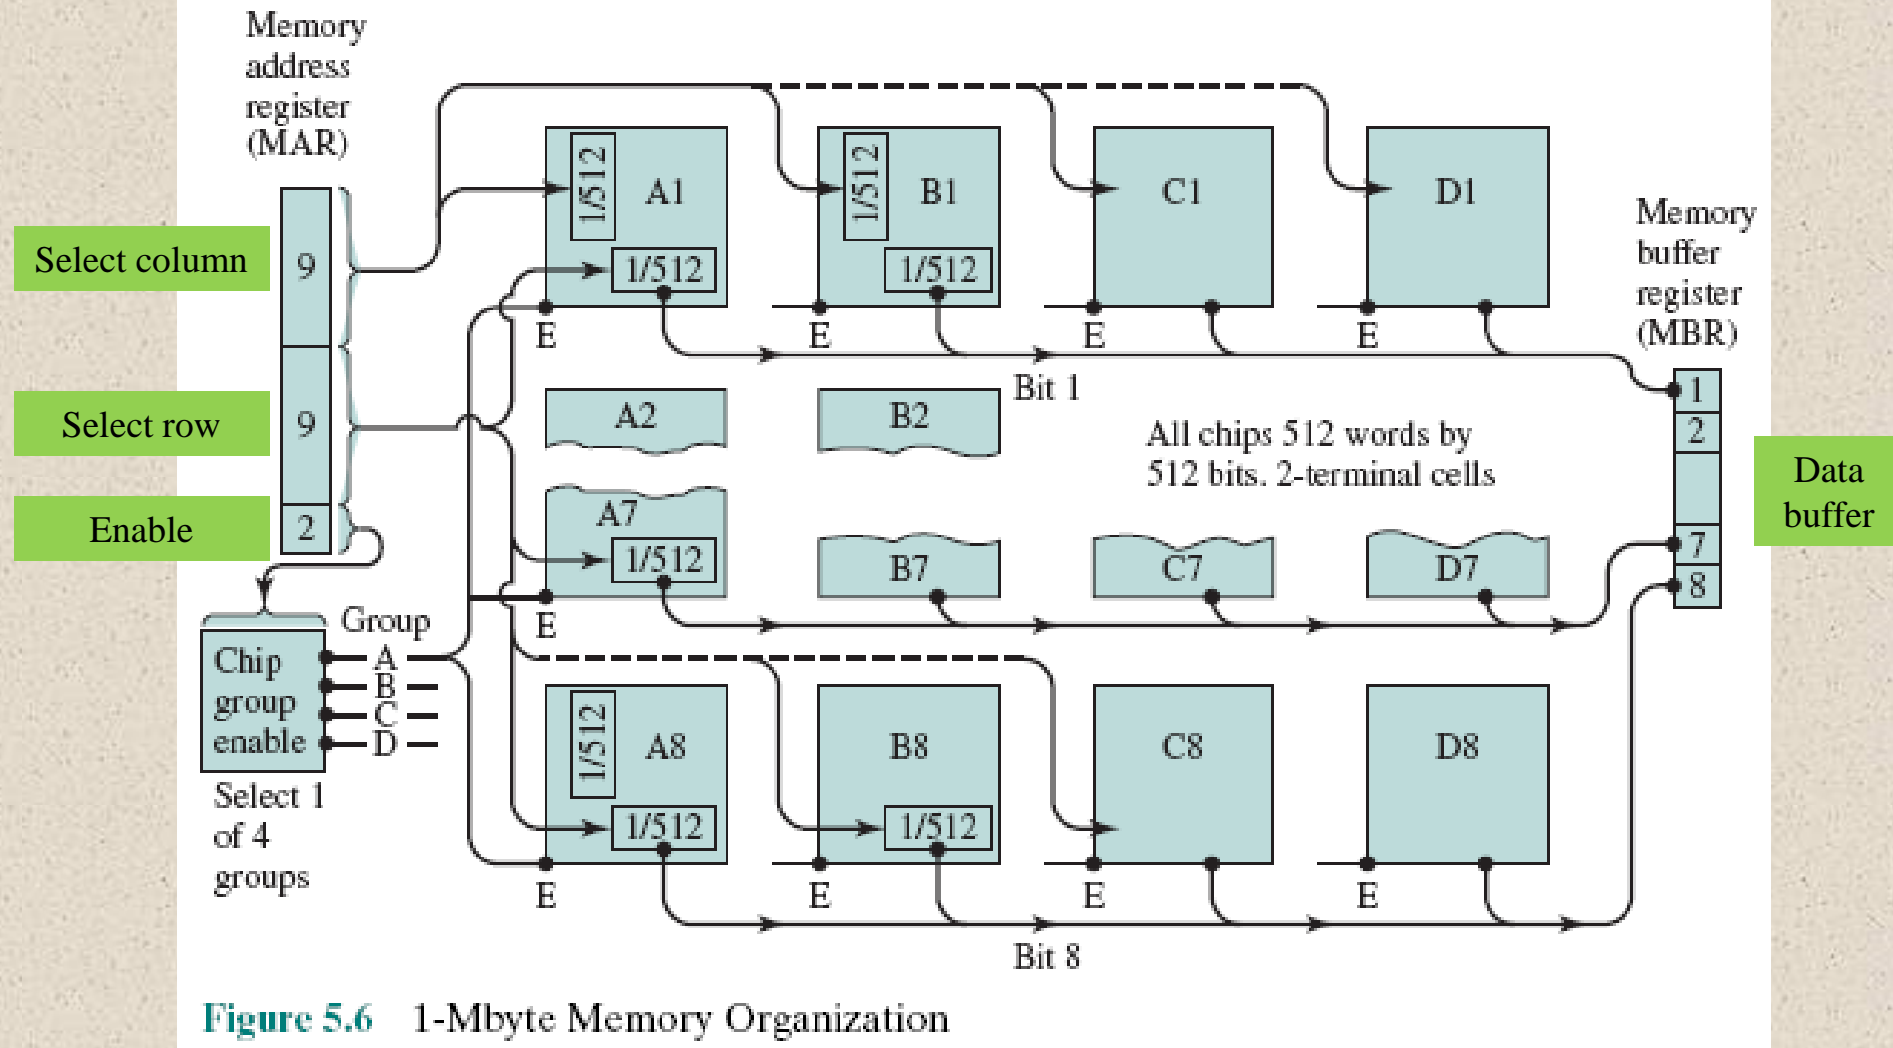 Memory
address
register
(MAR)
Select column
9
Select row
9
Enable
2
1/512
A1
1/512
E
1/512
B1
1/512
E
C1
E
D1
E
Memory
buffer
register
(MBR)
Bit 1
1
2
7
8
Data
buffer
A2
B2
All chips 512 words by
512 bits. 2-terminal cells
A7
1/512
E
B7
C7
D7
Group
A
B
C
D
Chip
group
enable
Select 1
of 4
groups
1/512
A8
1/512
E
B8
1/512
E
C8
E
D8
E
Bit 8
Figure 5.6 1-Mbyte Memory Organization